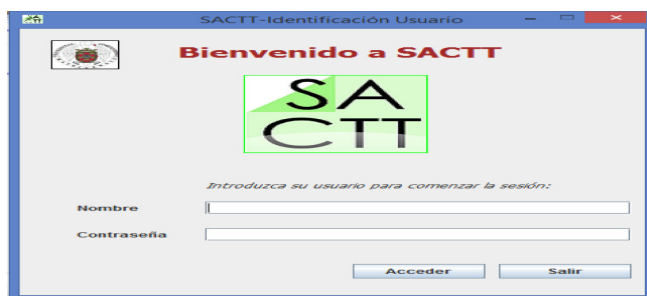 SACTT-Identificación Usuario
Bienvenido a SACTT
SA
CTT
Introduzca su usuario para comenzar la sesión:
Nombre
Contraseña
Acceder Salir